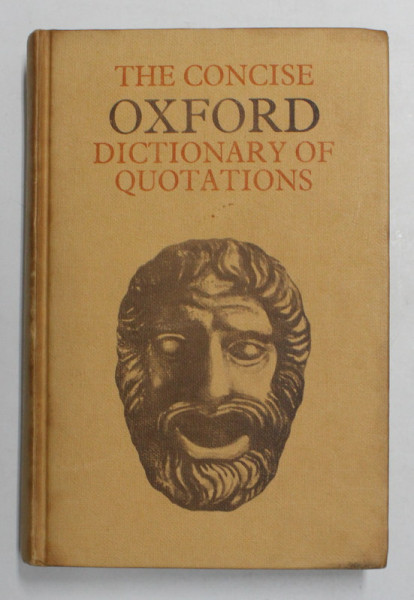 THE CONCISE
OXFORD
DICTIONARY OF
QUOTATIONS